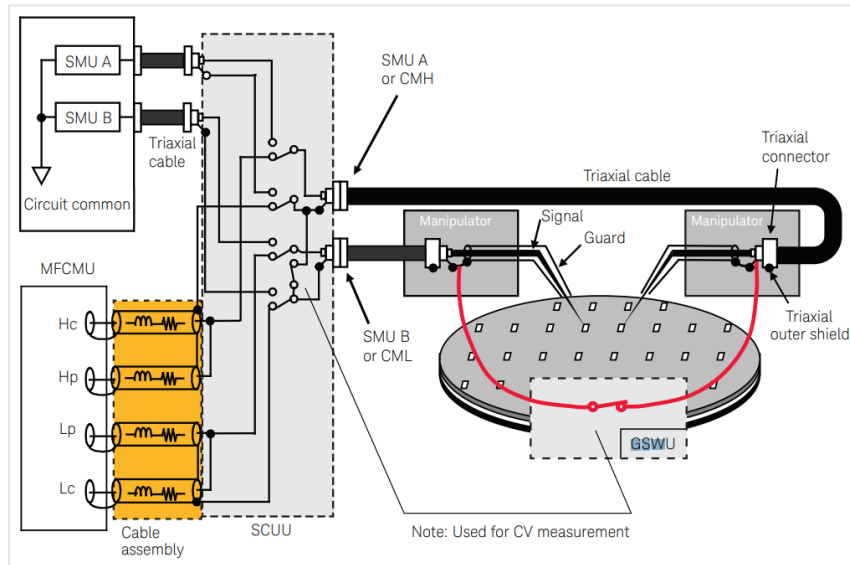 SMU A
SMU B
Circuit common
Triaxial
cable
SMU A
or CMH
Triaxial
connector
Triaxial cable
Manipulator
Signal
Guard
Manipulator
MFCMU
Hc
Hp
Lp
Lc
SMU B
or CML
Triaxial
outer shield
GSWU
Cable
assembly
SCUU
Note: Used for CV measurement